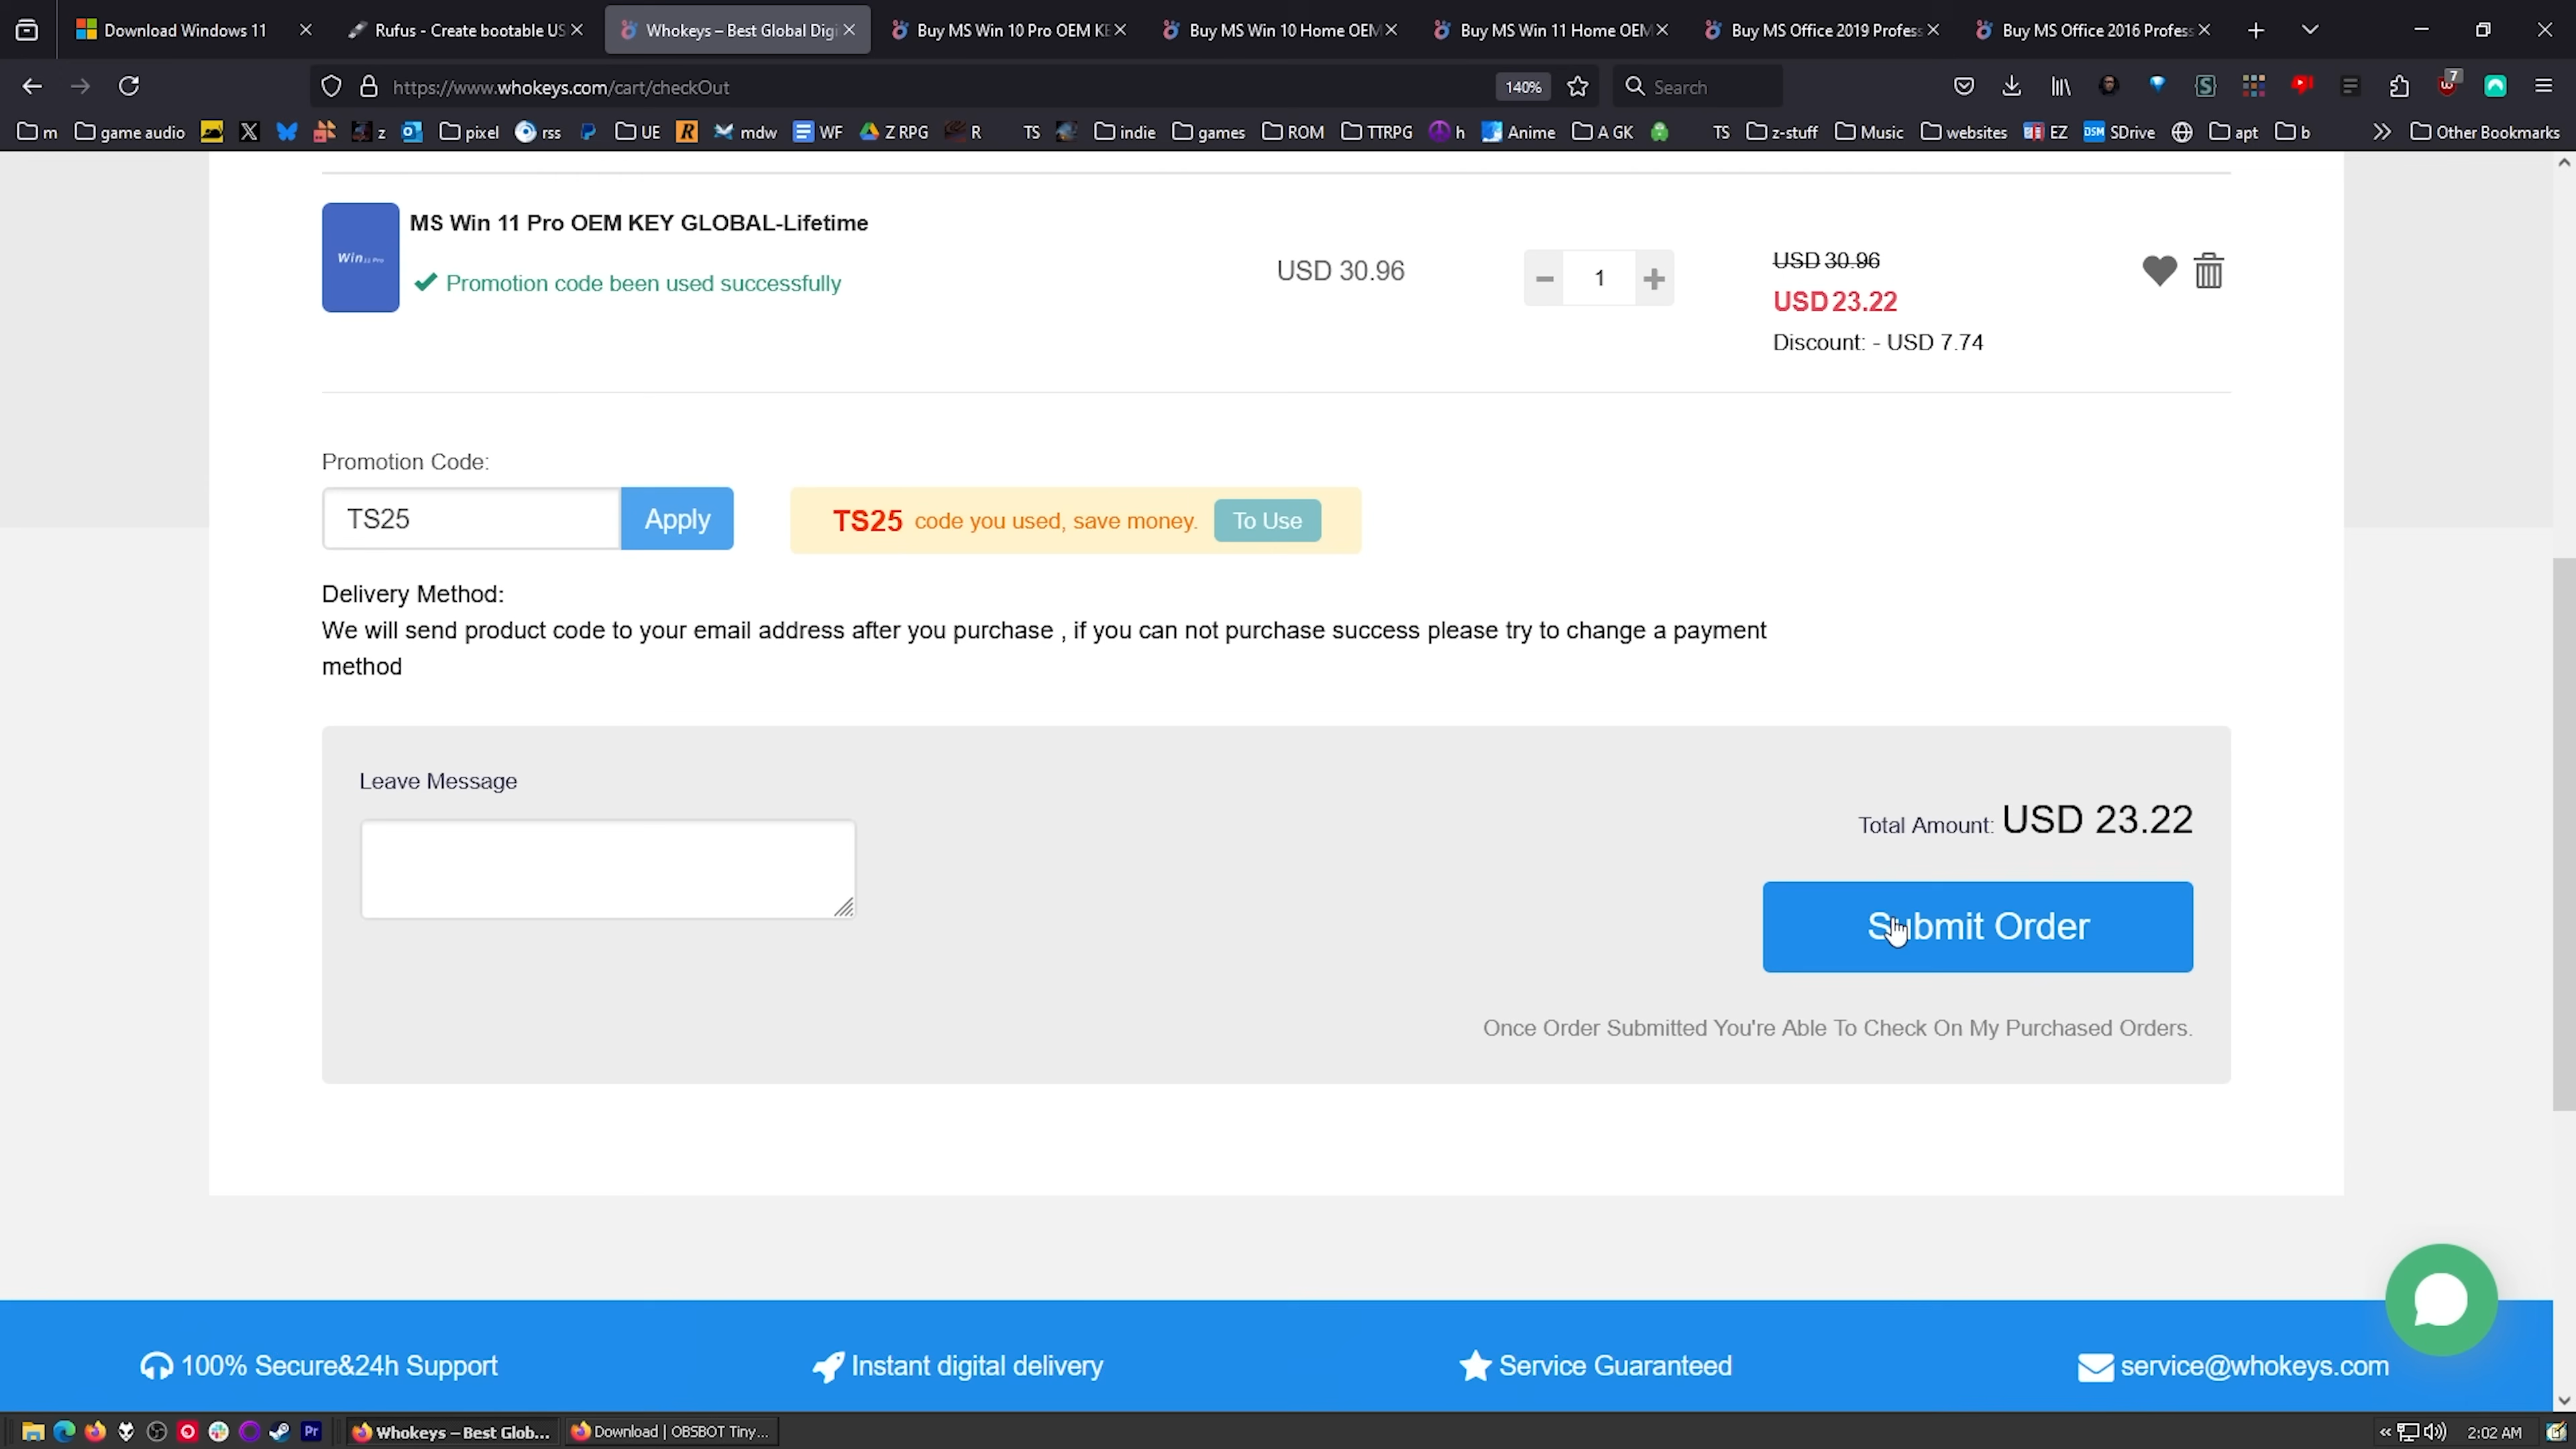 Download Windows 11
Rufus - Create bootable US
Whokeys – Best Global Digi
Buy MS Win 10 Pro OEM KE
Buy MS Win 10 Home OEM
Buy MS Win 11 Home OEM
Buy MS Office 2019 Profess
Buy MS Office 2016 Profess
https://www.whokeys.com/cart/checkOut
140%
Search
7
m
game audio
z
pixel
rss
UE
mdw
WF
Z RPG
R
TS
indie
games
ROM
TTRPG
h
Anime
A GK
TS
z-stuff
Music
websites
EZ
DSM
SDrive
apt
b
Other Bookmarks
Win 11 Pro
MS Win 11 Pro OEM KEY GLOBAL-Lifetime
Promotion code been used successfully
USD 30.96
1
USD 30.96
USD 23.22
Discount: - USD 7.74
Promotion Code:
TS25
Apply
TS25 code you used, save money.
To Use
Delivery Method:
We will send product code to your email address after you purchase , if you can not purchase success please try to change a payment
method
Leave Message
Total Amount: USD 23.22
Submit Order
Once Order Submitted You're Able To Check On My Purchased Orders.
100% Secure&24h Support
Instant digital delivery
Service Guaranteed
service@whokeys.com
Pr
Whokeys – Best Glob...
Download | OBSBOT Tiny...
2:02 AM